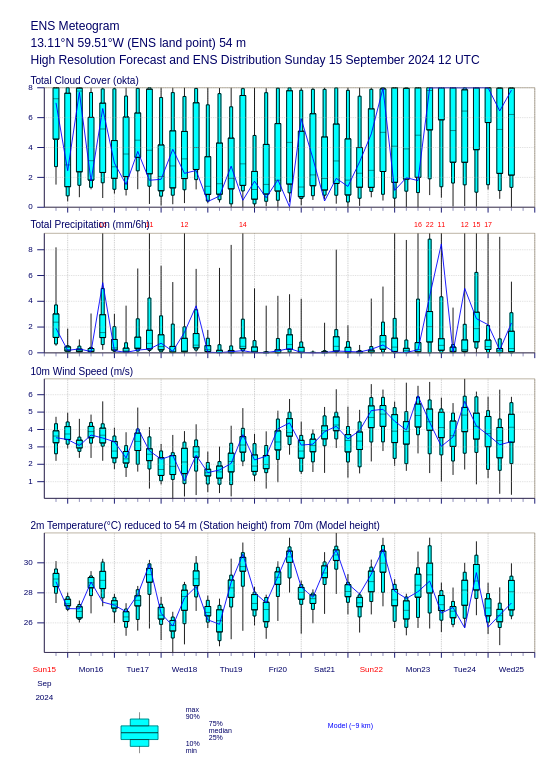 ENS Meteogram
13.11°N 59.51°W (ENS land point) 54 m
High Resolution Forecast and ENS Distribution Sunday 15 September 2024 12 UTC
Total Cloud Cover (okta)
8
6
4
2
0
Total Precipitation (mm/6h)
12 14 16 22 11 12 15 17
8
6
4
2
0
10m Wind Speed (m/s)
6
5
4
3
2
1
2m Temperature(°C) reduced to 54 m (Station height) from 70m (Model height)
30
28
26
Sun15 Mon16 Tue17 Wed18 Thu19 Fri20 Sat21 Sun22 Mon23 Tue24 Wed25
Sep
2024
max
90%
75%
median
25%
10%
min
Model (~9 km)